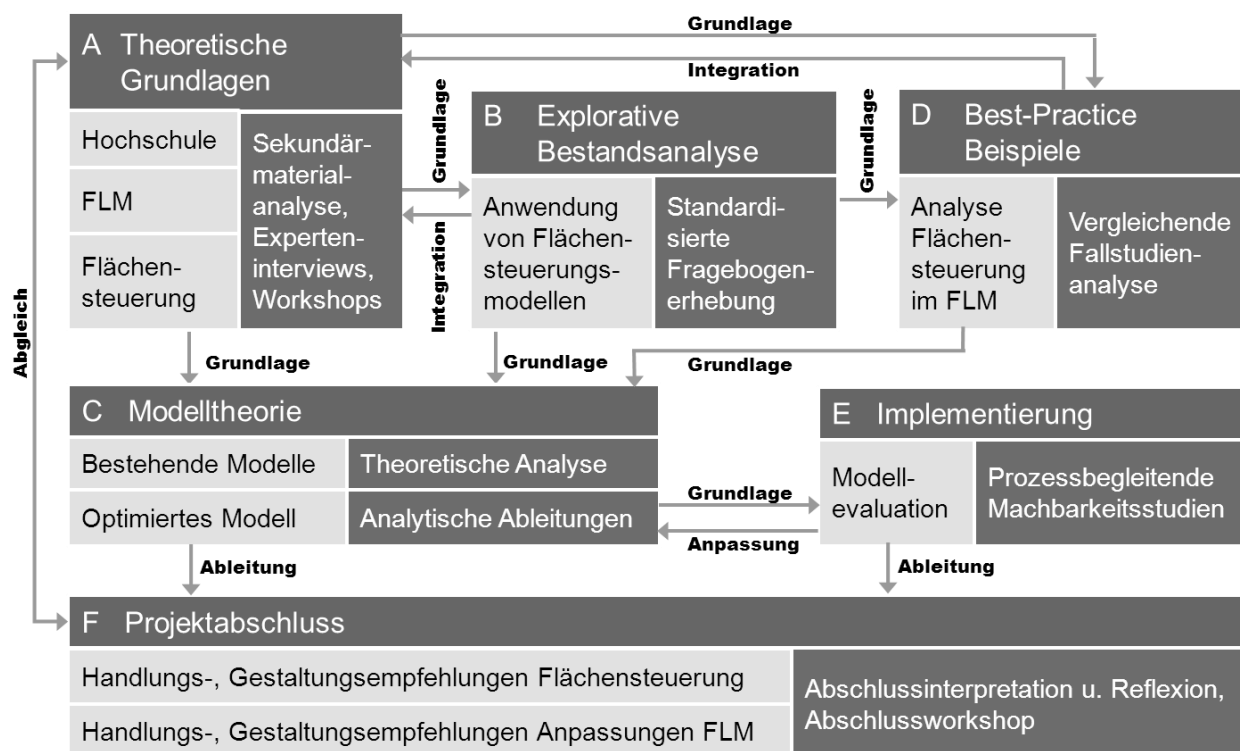 Grundlage
A Theoretische
Grundlagen
Integration
Hochschule
FLM
Flächen-
steuerung
Sekundär-
material-
analyse,
Experten-
interviews,
Workshops
Grundlage
Integration
B Explorative
Bestandsanalyse
Anwendung
von Flächen-
steuerungs-
modellen
Standardi-
sierte
Fragebogen-
erhebung
Grundlage
D Best-Practice
Beispiele
Analyse
Flächen-
steuerung
im FLM
Vergleichende
Fallstudien-
analyse
Abgleich
Grundlage
Grundlage
Grundlage
C Modelltheorie
Bestehende Modelle
Theoretische Analyse
Optimiertes Modell
Analytische Ableitungen
Grundlage
Anpassung
E Implementierung
Modell-
evaluation
Prozessbegleitende
Machbarkeitsstudien
Ableitung
Ableitung
F Projektabschluss
Handlungs-, Gestaltungsempfehlungen Flächensteuerung
Handlungs-, Gestaltungsempfehlungen Anpassungen FLM
Abschlussinterpretation u. Reflexion,
Abschlussworkshop